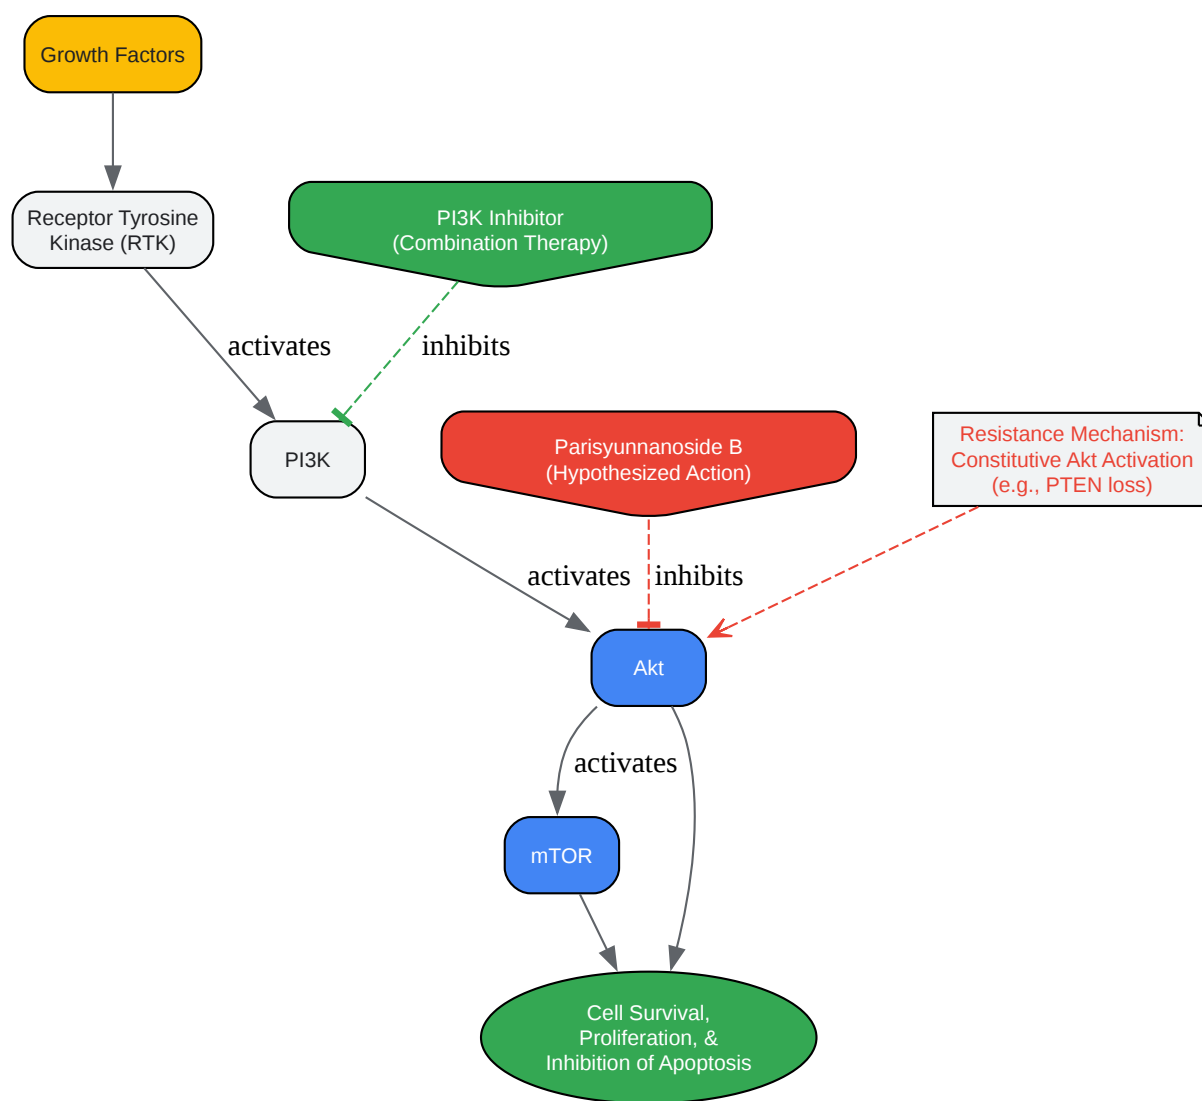 Growth Factors
Receptor Tyrosine
Kinase (RTK)
PI3K Inhibitor
(Combination Therapy)
activates
inhibits
PI3K
Parisyunnanoside B
(Hypothesized Action)
Resistance Mechanism:
Constitutive Akt Activation
(e.g., PTEN loss)
activates
inhibits
Akt
activates
mTOR
Cell Survival,
Proliferation, &
Inhibition of Apoptosis